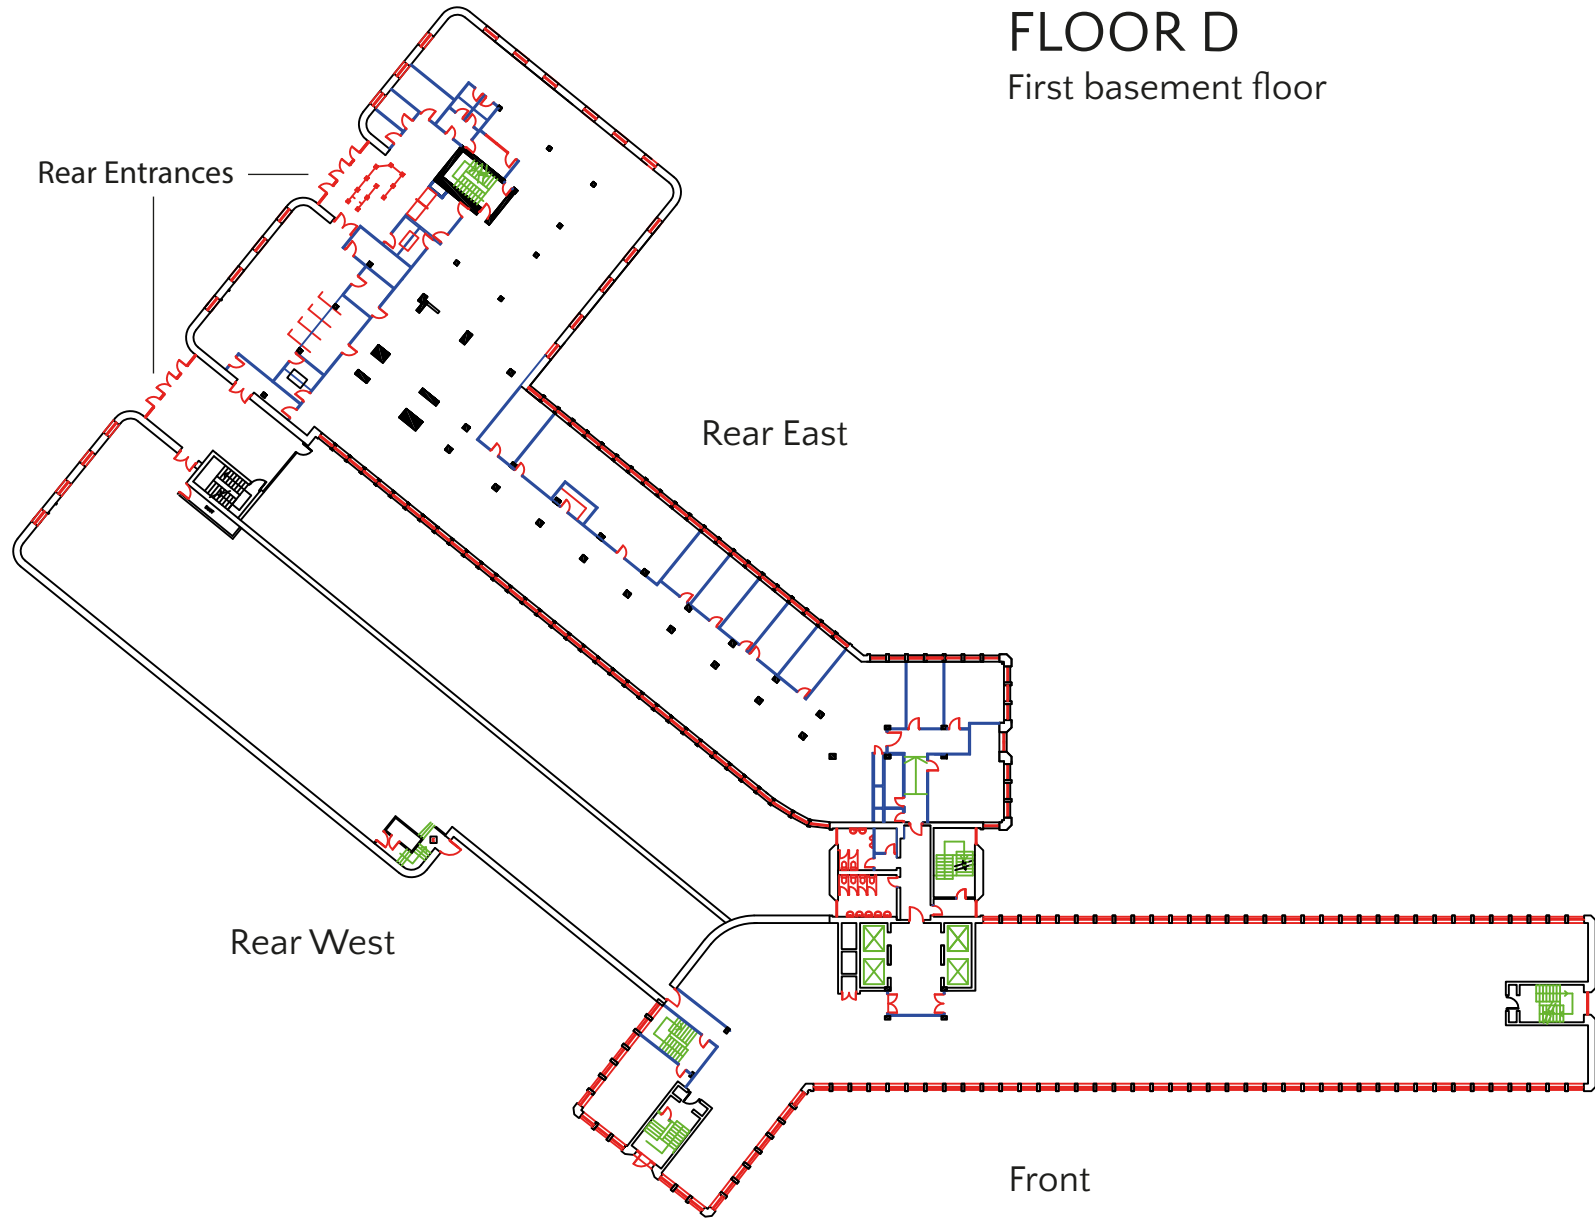 FLOOR D
First basement floor
Rear Entrances
Rear East
Rear West
Front